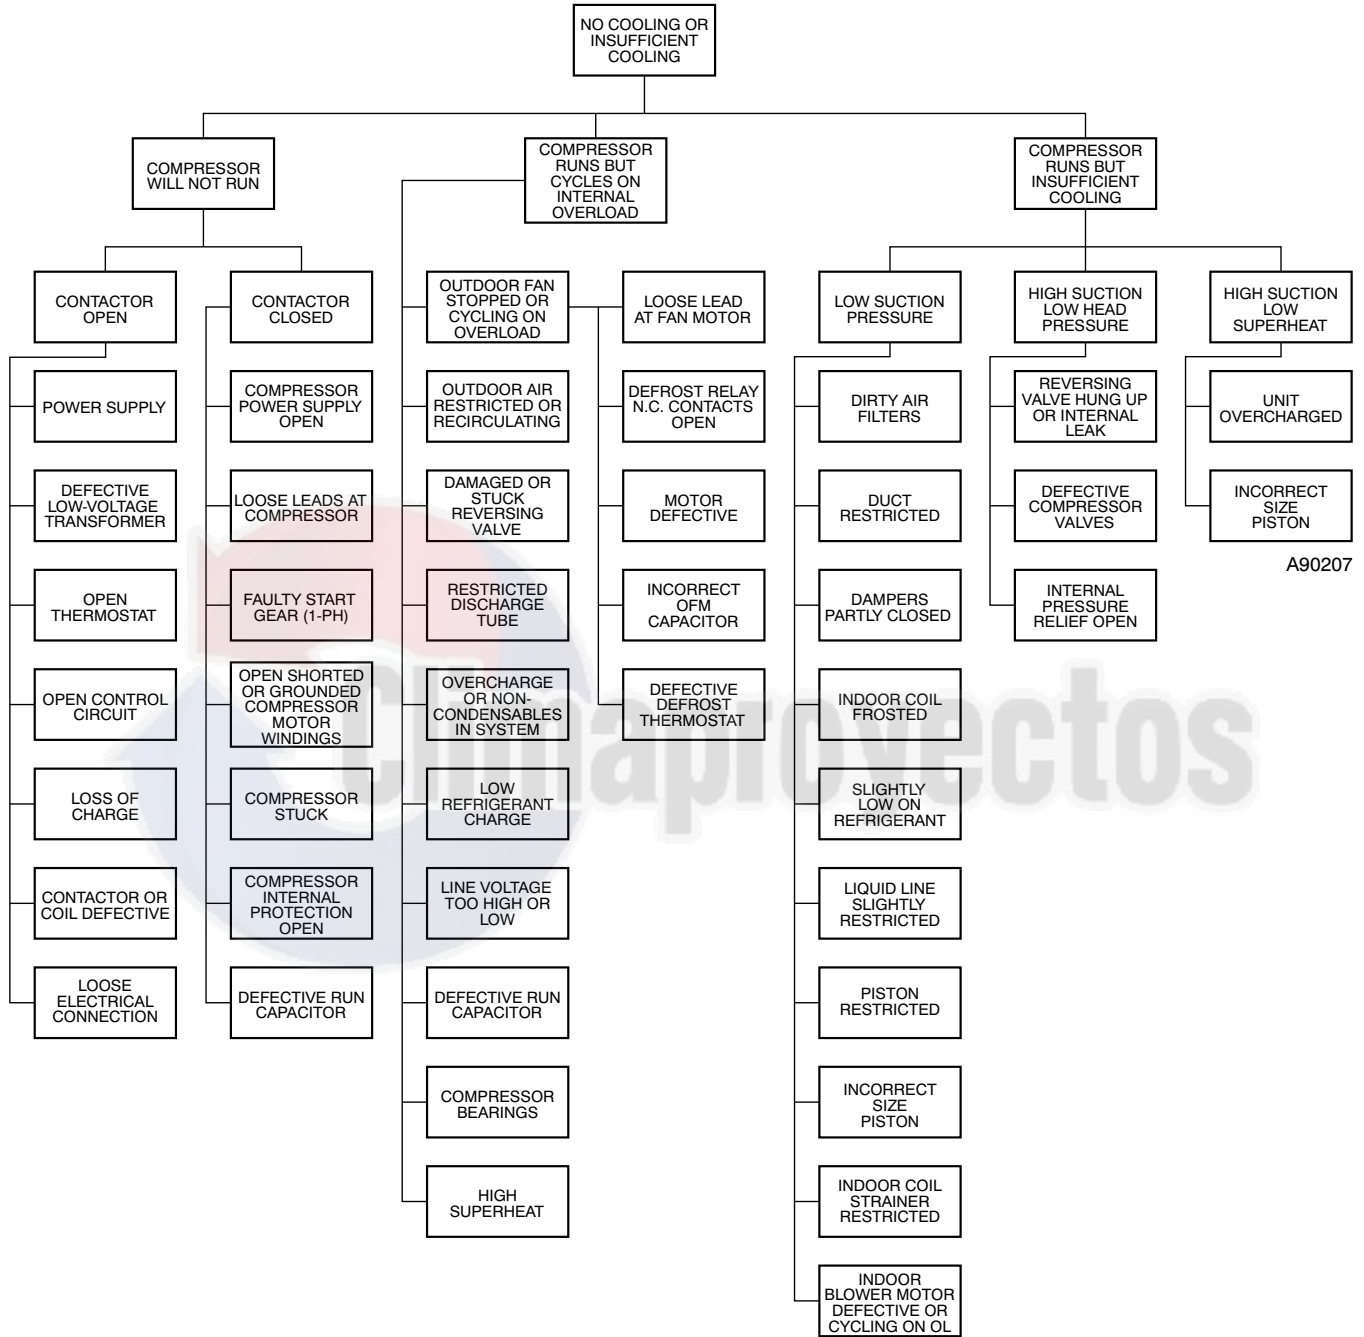 NO COOLING OR
INSUFFICIENT
COOLING
COMPRESSOR
WILL NOT RUN
COMPRESSOR
RUNS BUT
CYCLES ON
INTERNAL
OVERLOAD
COMPRESSOR
RUNS BUT
INSUFFICIENT
COOLING
CONTACTOR
OPEN
POWER SUPPLY
DEFECTIVE
LOW-VOLTAGE
TRANSFORMER
OPEN
THERMOSTAT
OPEN CONTROL
CIRCUIT
LOSS OF
CHARGE
CONTACTOR OR
COIL DEFECTIVE
LOOSE
ELECTRICAL
CONNECTION
CONTACTOR
CLOSED
COMPRESSOR
POWER SUPPLY
OPEN
LOOSE LEADS AT
COMPRESSOR
FAULTY START
GEAR (1-PH)
OPEN SHORTED
OR GROUNDED
COMPRESSOR
MOTOR
WINDINGS
COMPRESSOR
STUCK
COMPRESSOR
INTERNAL
PROTECTION
OPEN
DEFECTIVE RUN
CAPACITOR
OUTDOOR FAN
STOPPED OR
CYCLING ON
OVERLOAD
OUTDOOR AIR
RESTRICTED OR
RECIRCULATING
DAMAGED OR
STUCK
REVERSING
VALVE
RESTRICTED
DISCHARGE
TUBE
OVERCHARGE
OR NON-
CONDENSABLES
IN SYSTEM
LOW
REFRIGERANT
CHARGE
LINE VOLTAGE
TOO HIGH OR
LOW
DEFECTIVE RUN
CAPACITOR
COMPRESSOR
BEARINGS
HIGH
SUPERHEAT
LOOSE LEAD
AT FAN MOTOR
DEFROST RELAY
N.C. CONTACTS
OPEN
MOTOR
DEFECTIVE
INCORRECT
OFM
CAPACITOR
DEFECTIVE
DEFROST
THERMOSTAT
LOW SUCTION
PRESSURE
DIRTY AIR
FILTERS
DUCT
RESTRICTED
DAMPERS
PARTLY CLOSED
INDOOR COIL
FROSTED
SLIGHTLY
LOW ON
REFRIGERANT
LIQUID LINE
SLIGHTLY
RESTRICTED
PISTON
RESTRICTED
INCORRECT
SIZE
PISTON
INDOOR COIL
STRAINER
RESTRICTED
INDOOR
BLOWER MOTOR
DEFECTIVE OR
CYCLING ON OL
HIGH SUCTION
LOW HEAD
PRESSURE
REVERSING
VALVE HUNG UP
OR INTERNAL
LEAK
DEFECTIVE
COMPRESSOR
VALVES
INTERNAL
PRESSURE
RELIEF OPEN
HIGH SUCTION
LOW
SUPERHEAT
UNIT
OVERCHARGED
INCORRECT
SIZE
PISTON
A90207
Climaproyectos